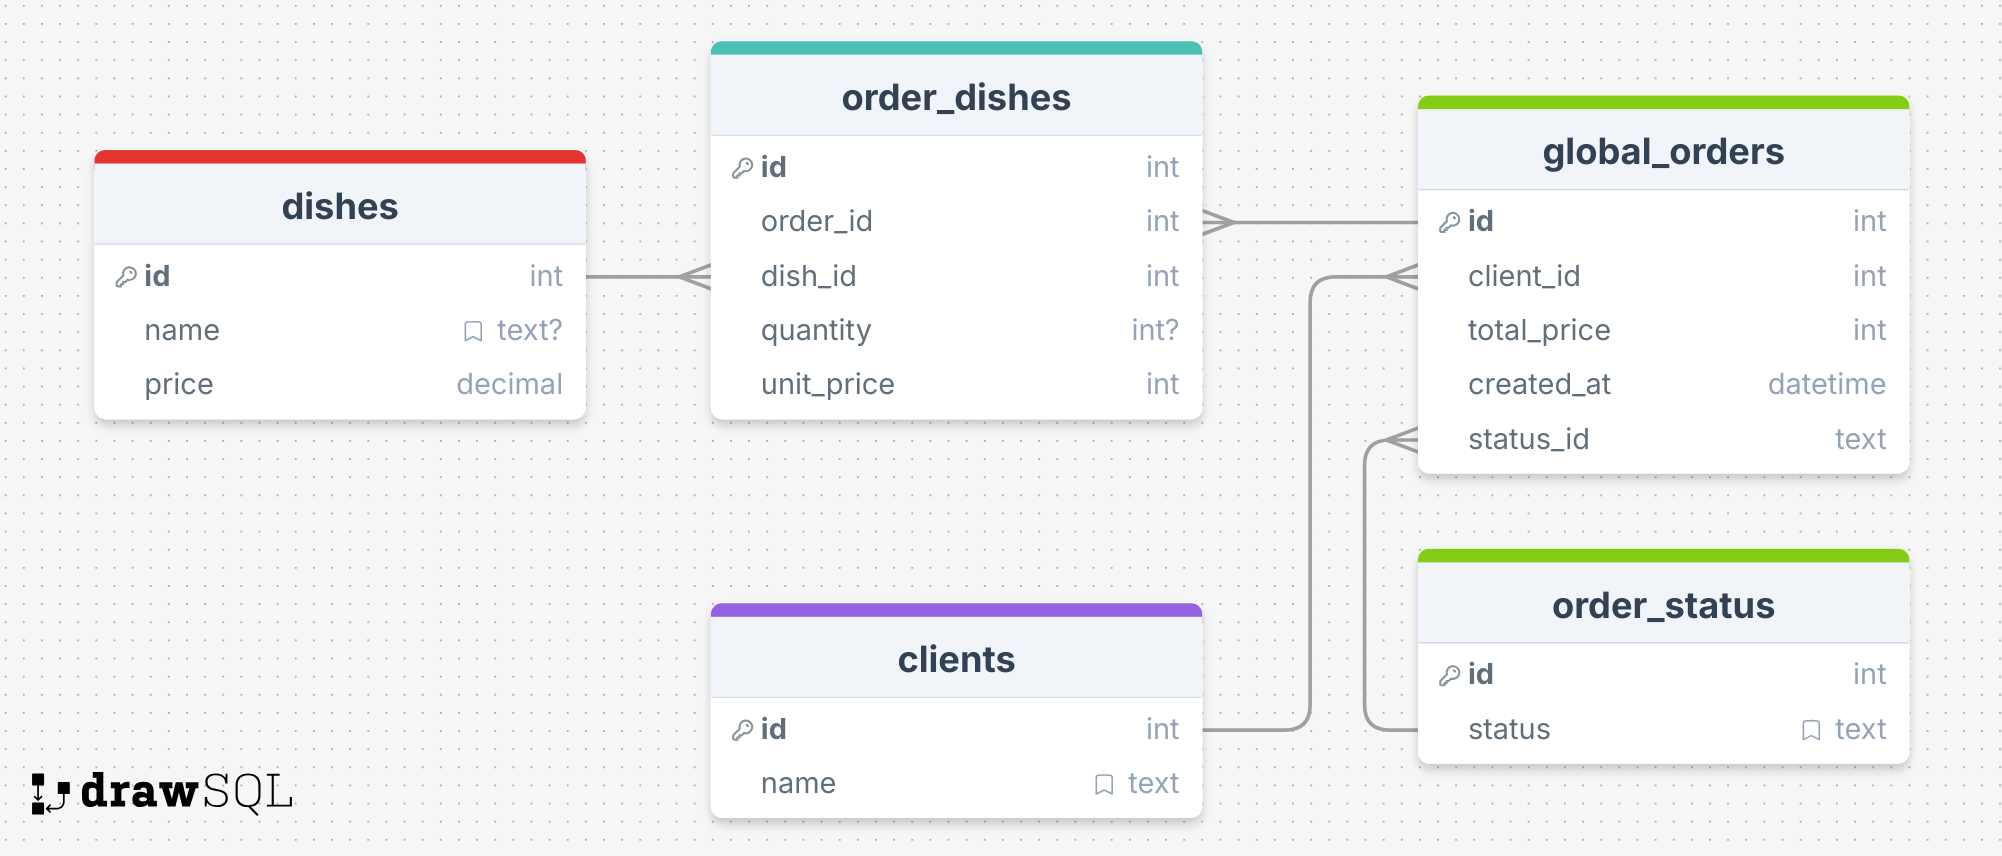 dishes
id int
name text?
price decimal
order_dishes
id int
order_id int
dish_id int
quantity int?
unit_price int
global_orders
id int
client_id int
total_price int
created_at datetime
status_id text
clients
id int
name text
order_status
id int
status text
drawSQL